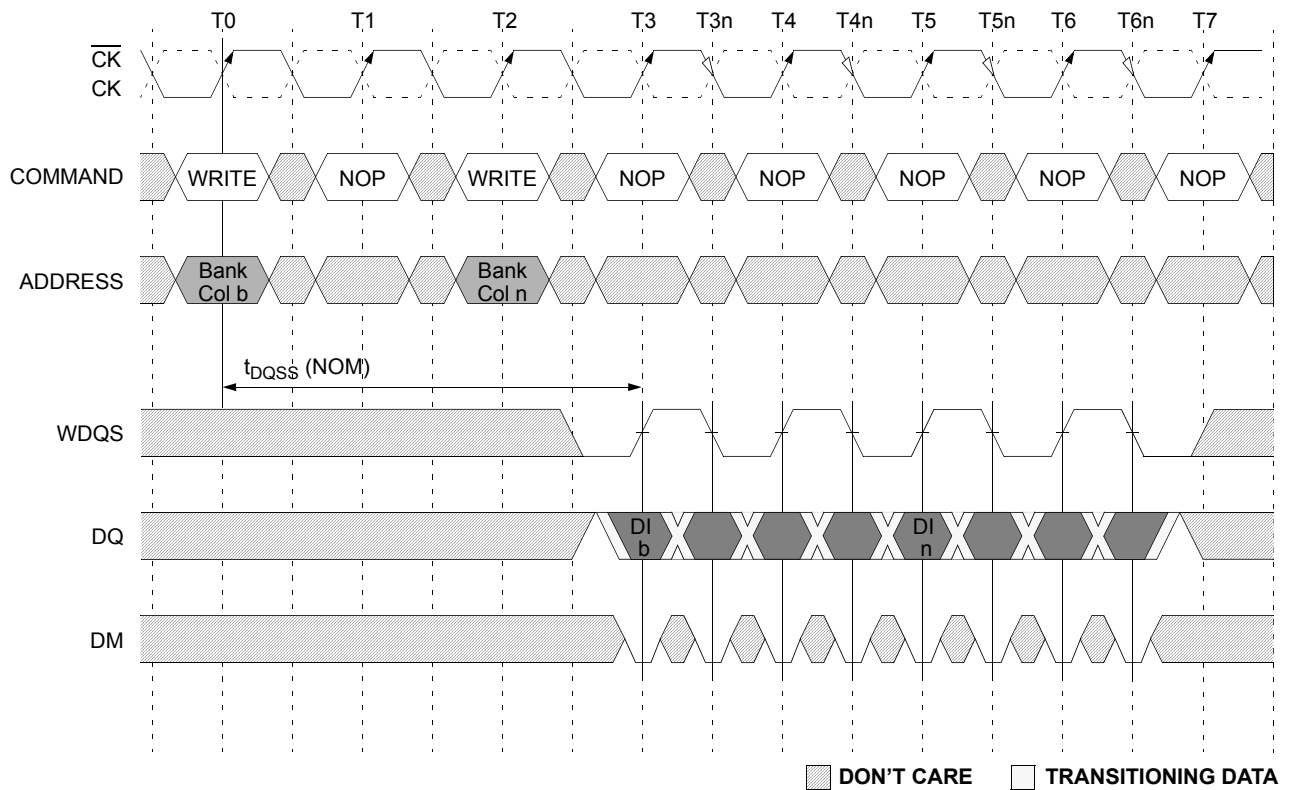 T0 T1 T2 T3 T3n T4 T4n T5 T5n T6 T6n T7
CK
CK
COMMAND WRITE NOP WRITE NOP NOP NOP NOP NOP
ADDRESS Bank Col b Bank Col n
tDQSS (NOM)
WDQS
DQ DI b DI n
DM
DON'T CARE TRANSITIONING DATA